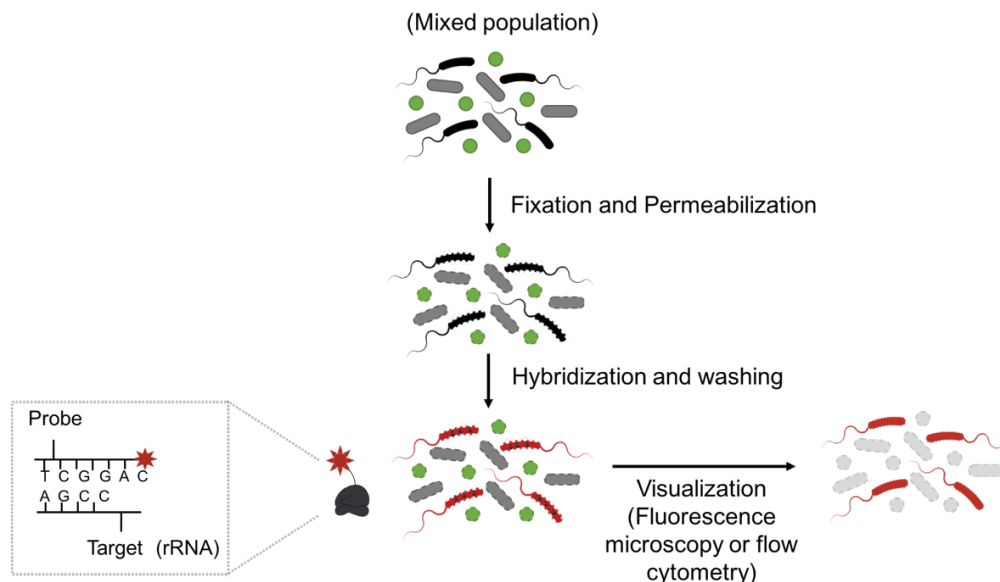 (Mixed population)
Fixation and Permeabilization
Hybridization and washing
Probe
T C G G A C
A G C C
Target (rRNA)
Visualization
(Fluorescence
microscopy or flow
cytometry)